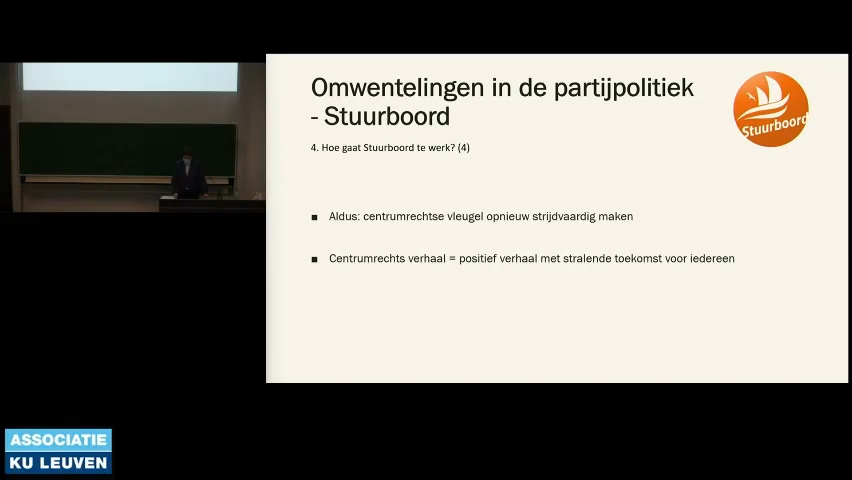 Omwentelingen in de partijpolitiek
- Stuurboord
Stuurboord
4. Hoe gaat Stuurboord te werk? (4)
▪ Aldus: centrumrechtse vleugel opnieuw strijdvaardig maken
▪ Centrumrechts verhaal = positief verhaal met stralende toekomst voor iedereen
ASSOCIATIE
KU LEUVEN